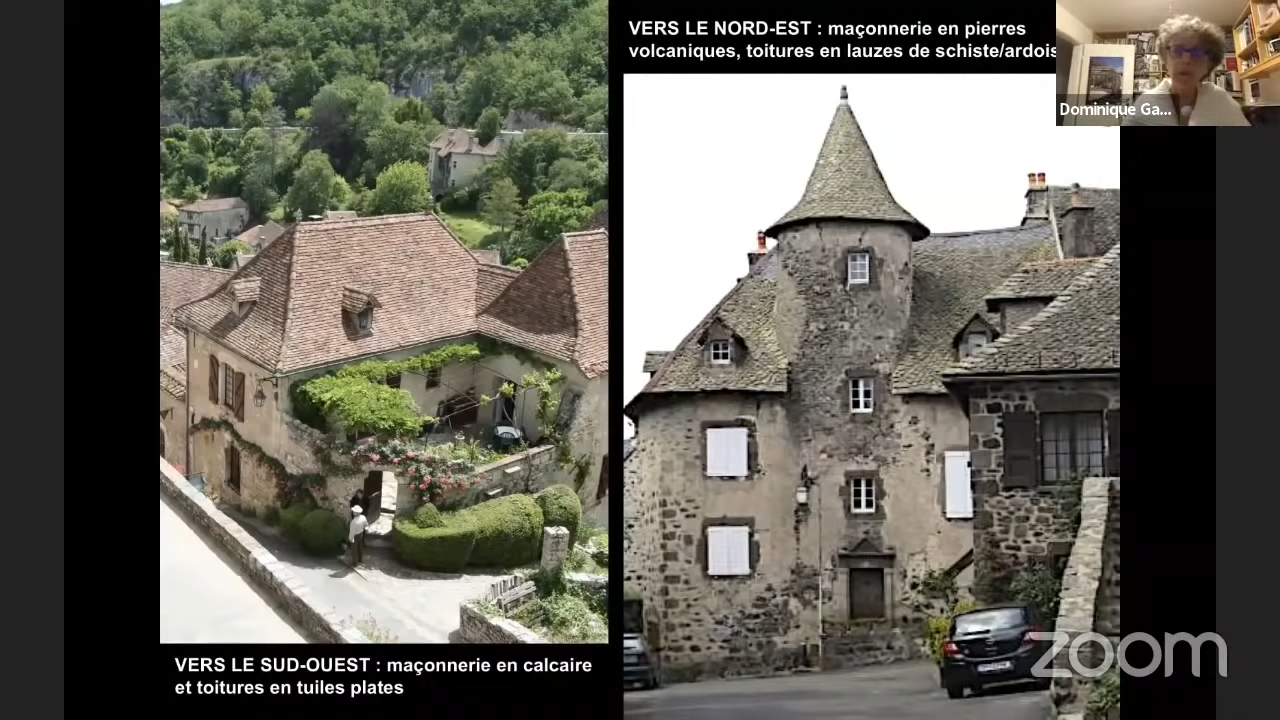 VERS LE NORD-EST : maçonnerie en pierres
volcaniques, toitures en lauzes de schiste/ardois
Dominique Ga...
VERS LE SUD-OUEST : maçonnerie en calcaire
et toitures en tuiles plates
zoom